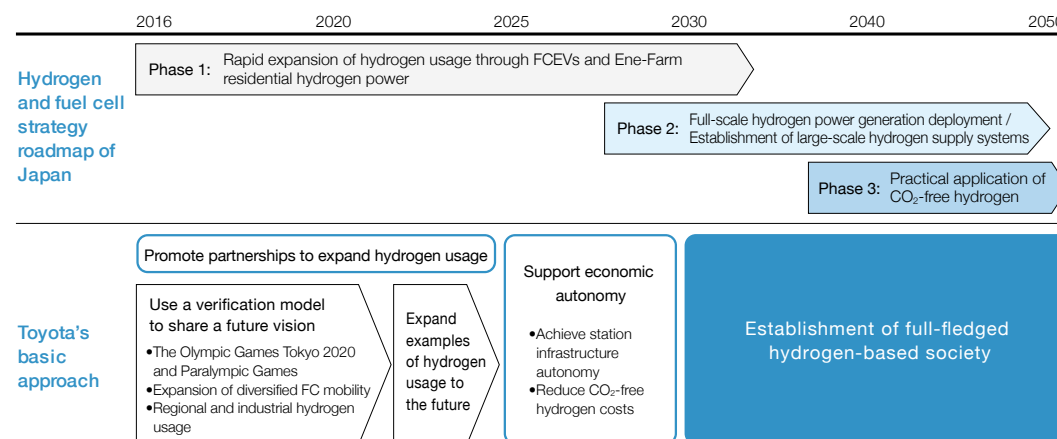 2016 2020 2025 2030 2040 2050
Hydrogen
and fuel cell
strategy
roadmap of
Japan
Phase 1: Rapid expansion of hydrogen usage through FCEVs and Ene-Farm
residential hydrogen power
Phase 2: Full-scale hydrogen power generation deployment /
Establishment of large-scale hydrogen supply systems
Phase 3: Practical application of
CO₂-free hydrogen
Toyota's
basic
approach
Promote partnerships to expand hydrogen usage
Use a verification model
to share a future vision
•The Olympic Games Tokyo 2020
and Paralympic Games
•Expansion of diversified FC mobility
•Regional and industrial hydrogen
usage
Expand
examples
of hydrogen
usage to
the future
Support economic
autonomy
•Achieve station
infrastructure
autonomy
•Reduce CO₂-free
hydrogen costs
Establishment of full-fledged
hydrogen-based society